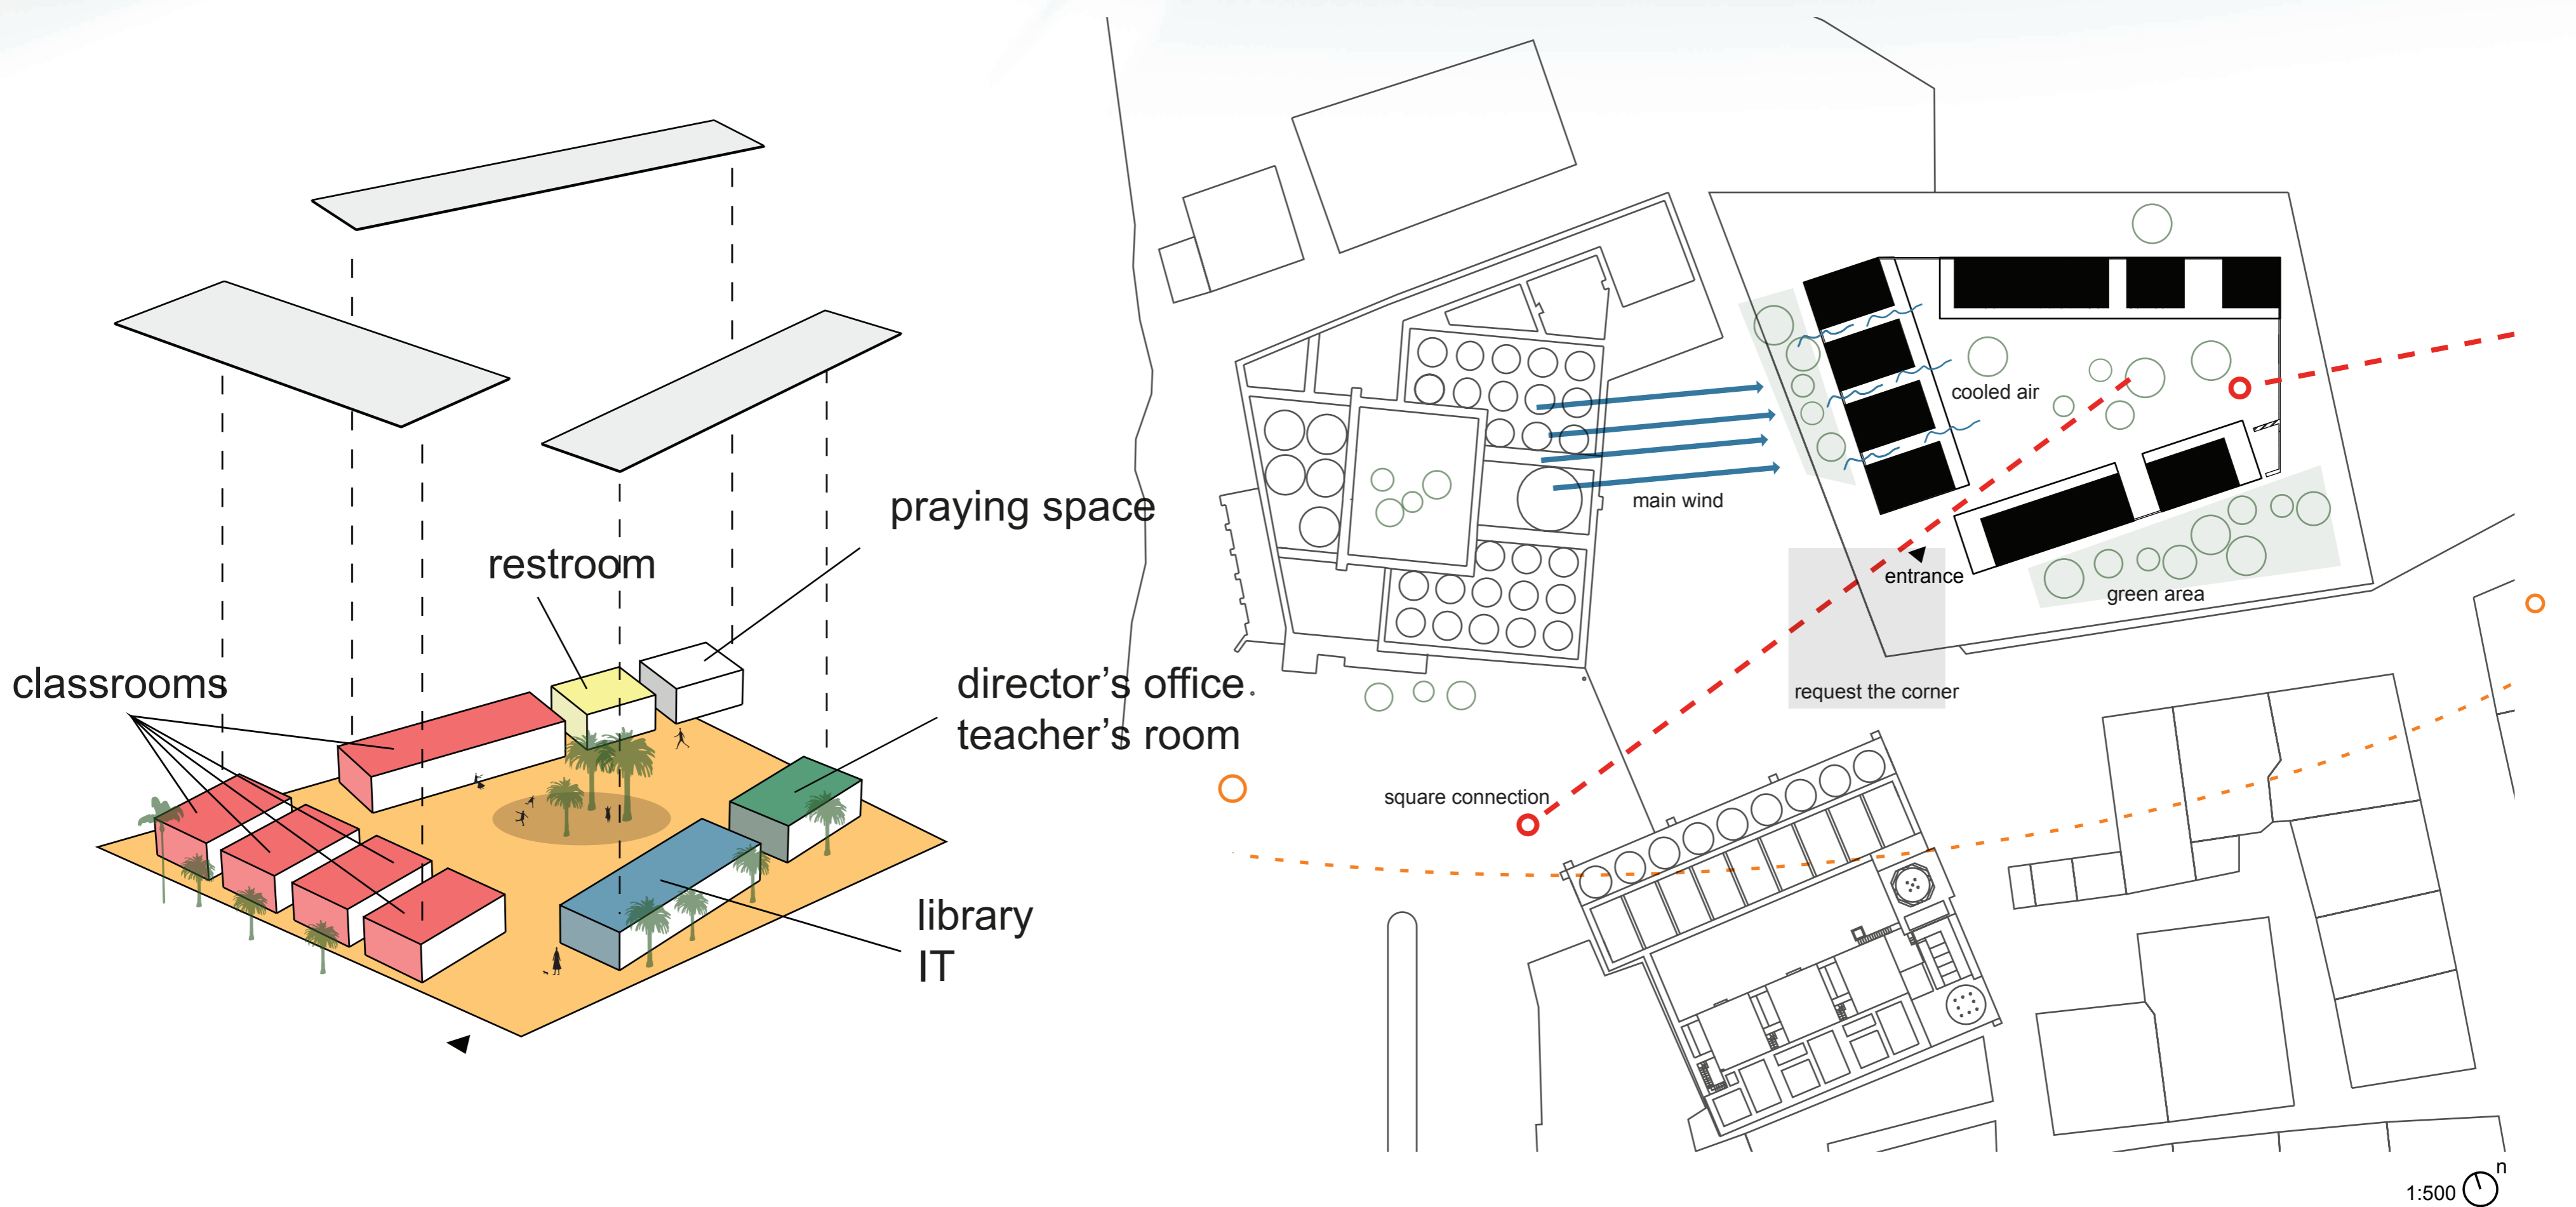 praying space
restroom
classrooms
director's office
teacher's room
library
IT
cooled air
main wind
entrance
green area
request the corner
square connection
n
1:500